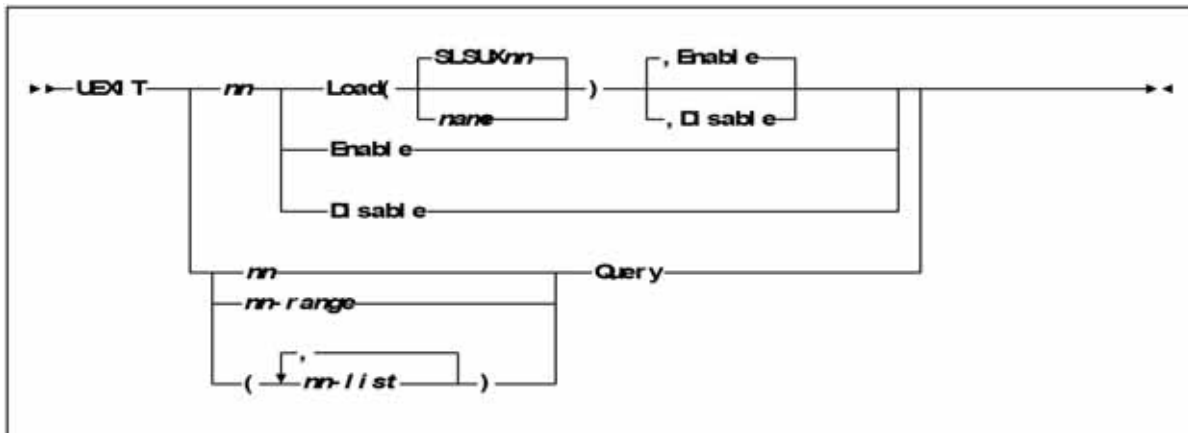 SLSUXnn , Enable
UEXIT nn Load( name ) , Disable
Enable
Disable
nn Query
nn-range
,
( nn-list )